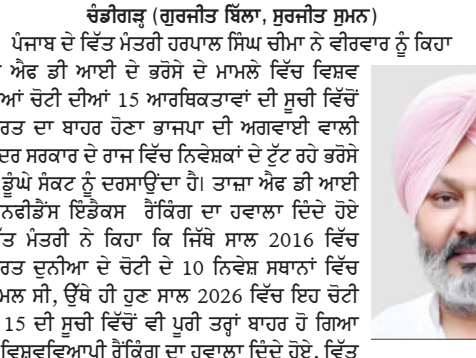 ਚੰਡੀਗੜ੍ਹ (ਗੁਰਜੀਤ ਬਿੱਲਾ, ਸੁਰਜੀਤ ਸੁਮਨ)
ਪੰਜਾਬ ਦੇ ਵਿੱਤ ਮੰਤਰੀ ਹਰਪਾਲ ਸਿੰਘ ਚੀਮਾ ਨੇ ਵੀਰਵਾਰ ਨੂੰ ਕਿਹਾ
ਐਫ ਡੀ ਆਈ ਦੇ ਭਰੋਸੇ ਦੇ ਮਾਮਲੇ ਵਿੱਚ ਵਿਸ਼ਵ
ਆਂ ਚੋਟੀ ਦੀਆਂ 15 ਆਰਥਿਕਤਾਵਾਂ ਦੀ ਸੂਚੀ ਵਿੱਚੋਂ
ਰਤ ਦਾ ਬਾਹਰ ਹੋਣਾ ਭਾਜਪਾ ਦੀ ਅਗਵਾਈ ਵਾਲੀ
ਦਰ ਸਰਕਾਰ ਦੇ ਰਾਜ ਵਿੱਚ ਨਿਵੇਸ਼ਕਾਂ ਦੇ ਟੁੱਟ ਰਹੇ ਭਰੋਸੇ
ਡੂੰਘੇ ਸੰਕਟ ਨੂੰ ਦਰਸਾਉਂਦਾ ਹੈ। ਤਾਜ਼ਾ ਐਫ ਡੀ ਆਈ
ਨਫੀਡੈਂਸ ਇੰਡੈਕਸ ਰੈਂਕਿੰਗ ਦਾ ਹਵਾਲਾ ਦਿੰਦੇ ਹੋਏ
ਤ ਮੰਤਰੀ ਨੇ ਕਿਹਾ ਕਿ ਜਿੱਥੇ ਸਾਲ 2016 ਵਿੱਚ
ਰਤ ਦੁਨੀਆ ਦੇ ਚੋਟੀ ਦੇ 10 ਨਿਵੇਸ਼ ਸਥਾਨਾਂ ਵਿੱਚ
ਮਲ ਸੀ, ਉੱਥੇ ਹੀ ਹੁਣ ਸਾਲ 2026 ਵਿੱਚ ਇਹ ਚੋਟੀ
15 ਦੀ ਸੂਚੀ ਵਿੱਚੋਂ ਵੀ ਪੂਰੀ ਤਰ੍ਹਾਂ ਬਾਹਰ ਹੋ ਗਿਆ
ਵਿਸ਼ਵਵਿਆਪੀ ਰੈਂਕਿੰਗ ਦਾ ਹਵਾਲਾ ਦਿੰਦੇ ਹੋਏ, ਵਿੱਤ